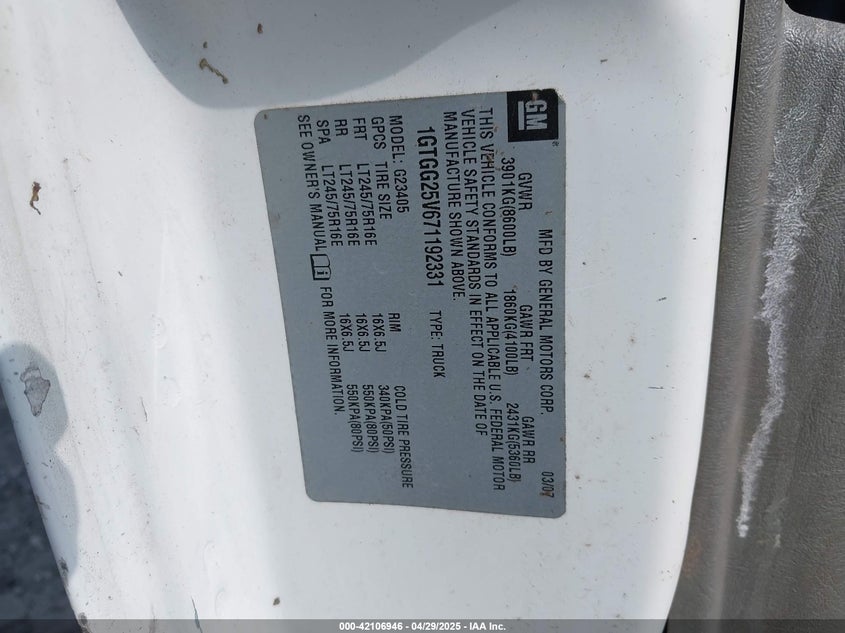 GM
MFD BY GENERAL MOTORS CORP. 03/07
GVWR GAWR FRT GAWR RR
3901KG(8600LB) 1860KG(4100LB) 2431KG(5360LB)
THIS VEHICLE CONFORMS TO ALL APPLICABLE U.S. FEDERAL MOTOR
VEHICLE SAFETY STANDARDS IN EFFECT ON THE DATE OF
MANUFACTURE SHOWN ABOVE.
1GTGG25V671192331 TYPE: TRUCK
MODEL: G23405
GPCS TIRE SIZE RIM COLD TIRE PRESSURE
FRT LT245/75R16E 16X6.5J 340KPA(50PSI)
RR LT245/75R16E 16X6.5J 550KPA(80PSI)
SPA LT245/75R16E 16X6.5J 550KPA(80PSI)
SEE OWNER'S MANUAL FOR MORE INFORMATION.
000-42106946 - 04/29/2025 - IAA Inc.